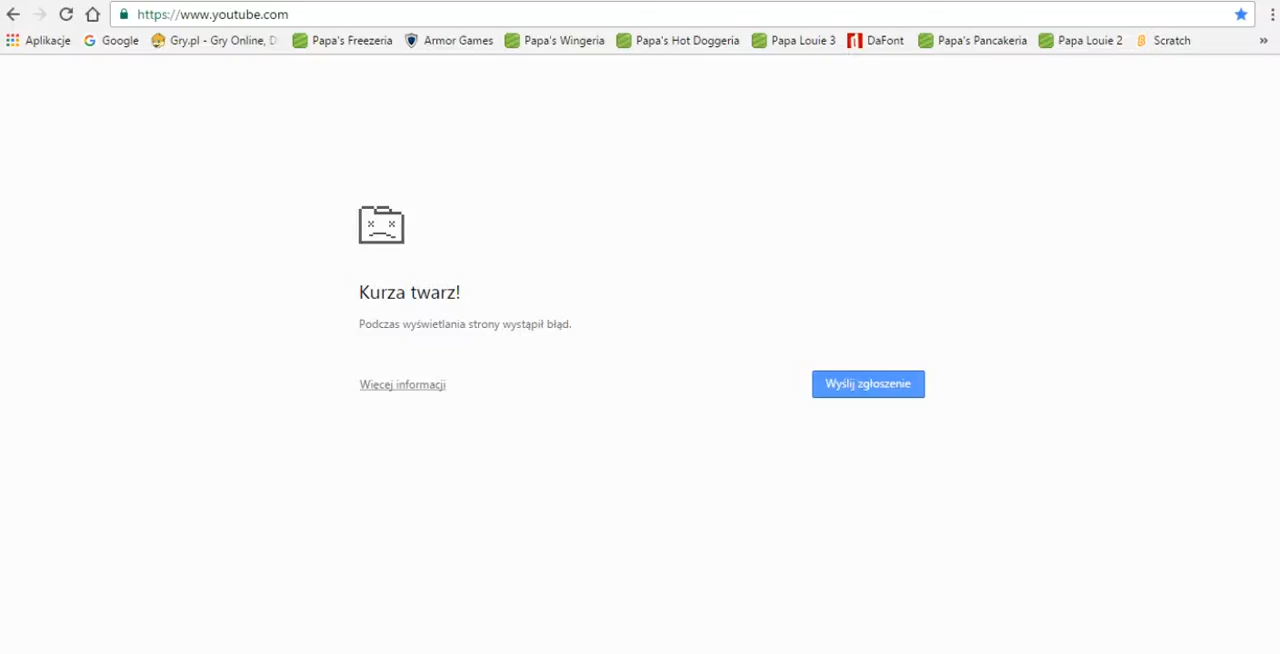 https://www.youtube.com
Aplikacje Google Gry.pl - Gry Online, D Papa's Freezeria Armor Games Papa's Wingeria Papa's Hot Doggeria Papa Louie 3 DaFont Papa's Pancakeria Papa Louie 2 Scratch »
Kurza twarz!
Podczas wyświetlania strony wystąpił błąd.
Więcej informacji Wyślij zgłoszenie